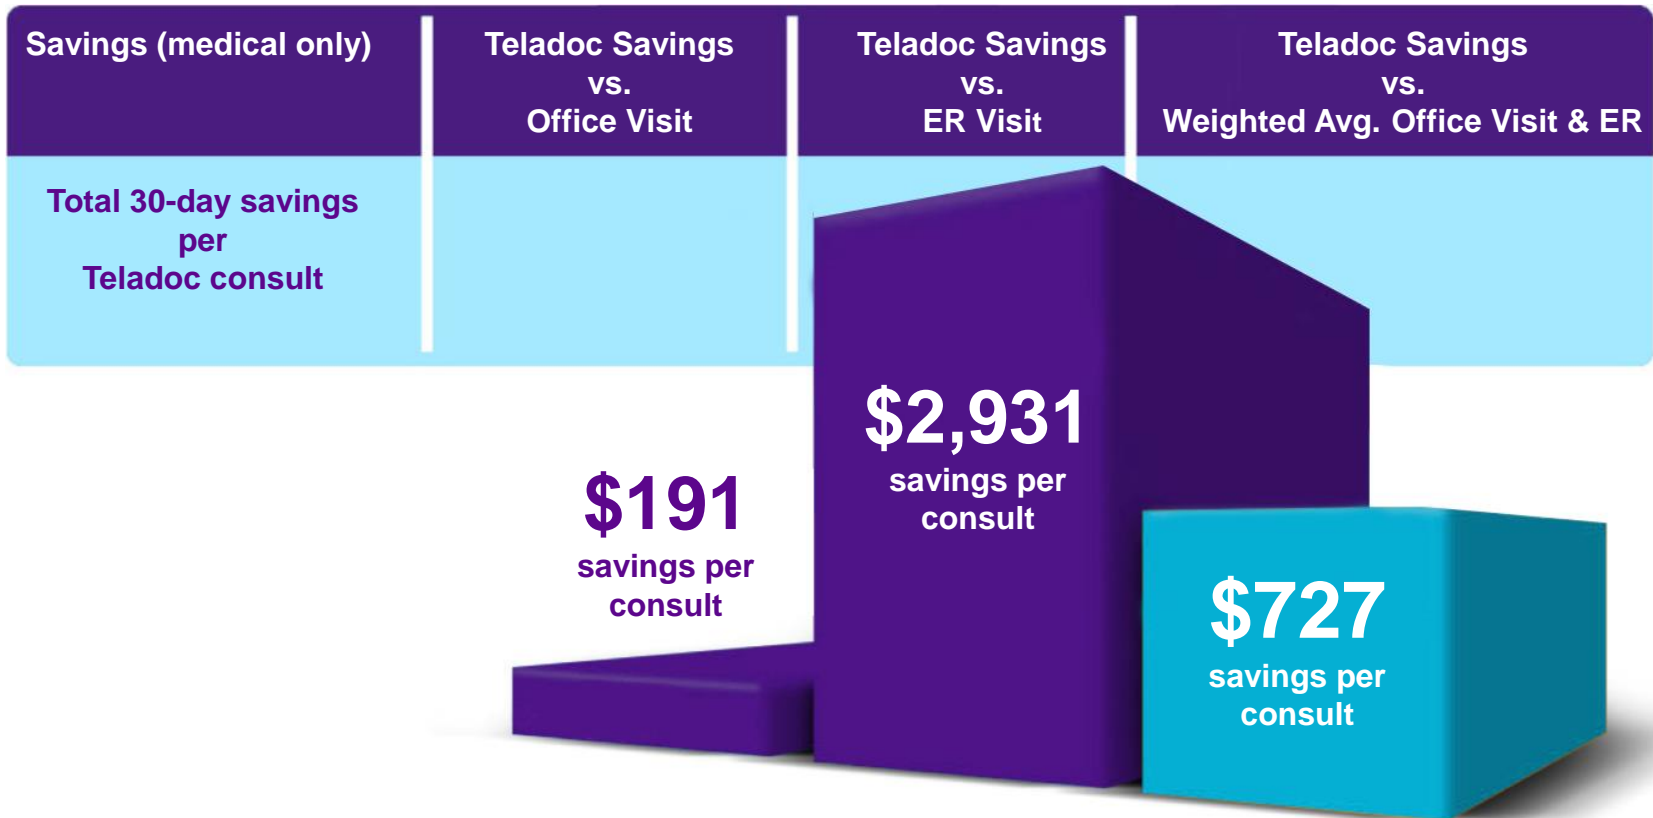 Savings (medical only)
Teladoc Savings
vs.
Office Visit
Teladoc Savings
vs.
ER Visit
Teladoc Savings
vs.
Weighted Avg. Office Visit & ER
Total 30-day savings
per
Teladoc consult
$191
savings per
consult
$2,931
savings per
consult
$727
savings per
consult